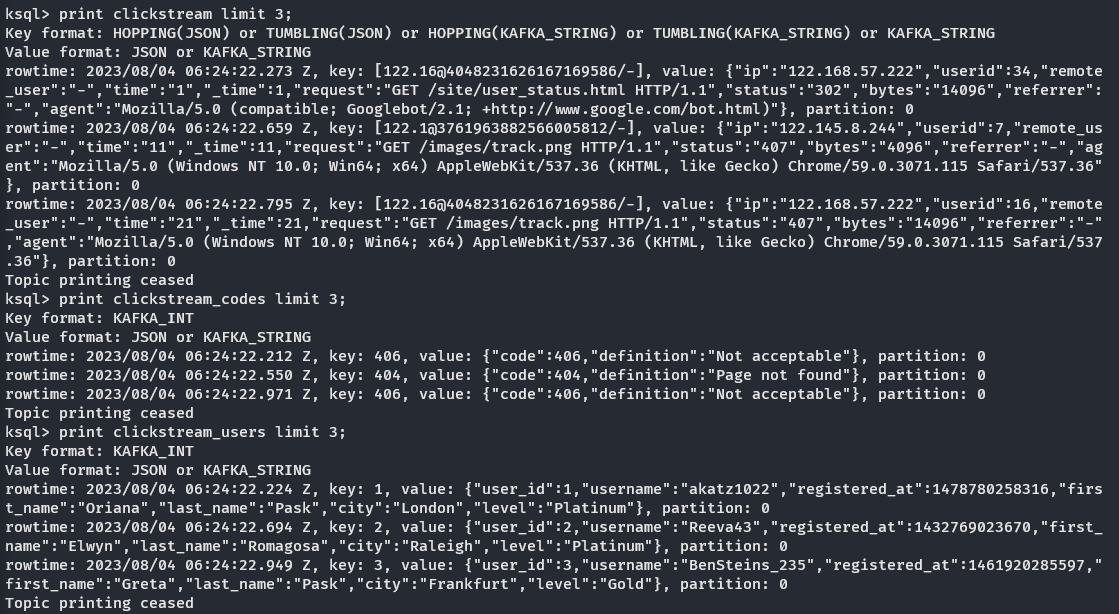 ksql> print clickstream limit 3;
Key format: HOPPING(JSON) or TUMBLING(JSON) or HOPPING(KAFKA_STRING) or TUMBLING(KAFKA_STRING) or KAFKA_STRING
Value format: JSON or KAFKA_STRING
rowtime: 2023/08/04 06:24:22.273 Z, key: [122.16@4048231626167169586/-], value: {"ip":"122.168.57.222","userid":34,"remote
_user":"-","time":"1","_time":1,"request":"GET /site/user_status.html HTTP/1.1","status":"302","bytes":"14096","referrer":
"-","agent":"Mozilla/5.0 (compatible; Googlebot/2.1; +http://www.google.com/bot.html)"}, partition: 0
rowtime: 2023/08/04 06:24:22.659 Z, key: [122.1@3761963882566005812/-], value: {"ip":"122.145.8.244","userid":7,"remote_us
er":"-","time":"11","_time":11,"request":"GET /images/track.png HTTP/1.1","status":"407","bytes":"4096","referrer":"-","ag
ent":"Mozilla/5.0 (Windows NT 10.0; Win64; x64) AppleWebKit/537.36 (KHTML, like Gecko) Chrome/59.0.3071.115 Safari/537.36"
}, partition: 0
rowtime: 2023/08/04 06:24:22.795 Z, key: [122.16@4048231626167169586/-], value: {"ip":"122.168.57.222","userid":16,"remote
_user":"-","time":"21","_time":21,"request":"GET /images/track.png HTTP/1.1","status":"407","bytes":"14096","referrer":"-"
,"agent":"Mozilla/5.0 (Windows NT 10.0; Win64; x64) AppleWebKit/537.36 (KHTML, like Gecko) Chrome/59.0.3071.115 Safari/537
.36"}, partition: 0
Topic printing ceased
ksql> print clickstream_codes limit 3;
Key format: KAFKA_INT
Value format: JSON or KAFKA_STRING
rowtime: 2023/08/04 06:24:22.212 Z, key: 406, value: {"code":406,"definition":"Not acceptable"}, partition: 0
rowtime: 2023/08/04 06:24:22.550 Z, key: 404, value: {"code":404,"definition":"Page not found"}, partition: 0
rowtime: 2023/08/04 06:24:22.971 Z, key: 406, value: {"code":406,"definition":"Not acceptable"}, partition: 0
Topic printing ceased
ksql> print clickstream_users limit 3;
Key format: KAFKA_INT
Value format: JSON or KAFKA_STRING
rowtime: 2023/08/04 06:24:22.224 Z, key: 1, value: {"user_id":1,"username":"akatz1022","registered_at":1478780258316,"firs
t_name":"Oriana","last_name":"Pask","city":"London","level":"Platinum"}, partition: 0
rowtime: 2023/08/04 06:24:22.694 Z, key: 2, value: {"user_id":2,"username":"Reeva43","registered_at":1432769023670,"first_
name":"Elwyn","last_name":"Romagosa","city":"Raleigh","level":"Platinum"}, partition: 0
rowtime: 2023/08/04 06:24:22.949 Z, key: 3, value: {"user_id":3,"username":"BenSteins_235","registered_at":1461920285597,"
first_name":"Greta","last_name":"Pask","city":"Frankfurt","level":"Gold"}, partition: 0
Topic printing ceased